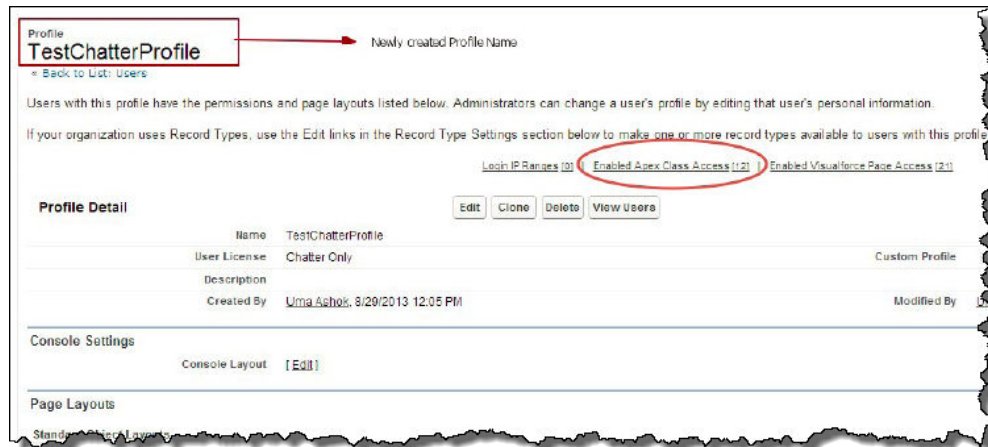 Profile
TestChatterProfile
Newly created Profile Name
« Back to List: Users
Users with this profile have the permissions and page layouts listed below. Administrators can change a user's profile by editing that user's personal information.
If your organization uses Record Types, use the Edit links in the Record Type Settings section below to make one or more record types available to users with this profile
Login IP Ranges [0] | Enabled Apex Class Access [12] | Enabled Visualforce Page Access [21]
Profile Detail Edit Clone Delete View Users
Name TestChatterProfile
User License Chatter Only Custom Profile
Description
Created By Uma Ashok, 8/29/2013 12:05 PM Modified By
Console Settings
Console Layout [ Edit ]
Page Layouts
Standard Object Layouts